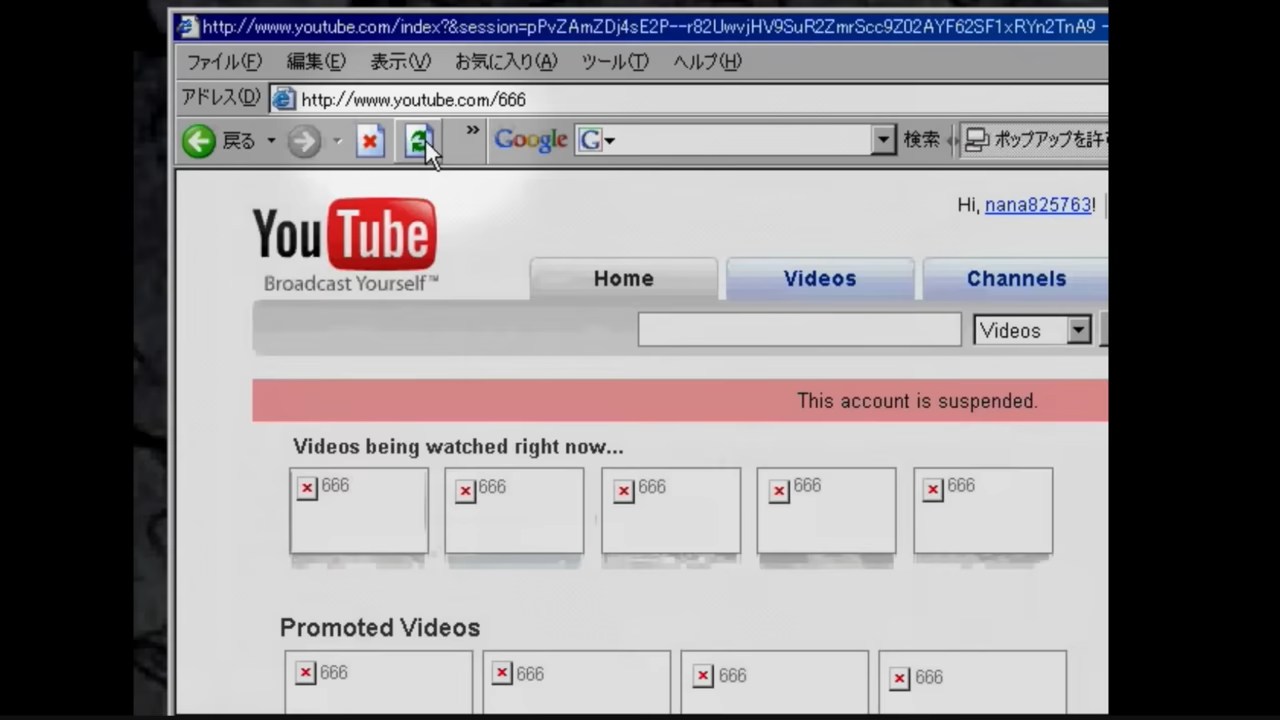 http://www.youtube.com/index?&session=pPvZAmZDj4sE2P--r82UwvjHV9SuR2ZmrScc9Z02AYF62SF1xRYn2TnA9 -
ファイル(F) 編集(E) 表示(V) お気に入り(A) ツール(T) ヘルプ(H)
アドレス(D) http://www.youtube.com/666
戻る » Google G 検索 ポップアップを許
YouTube Hi, nana825763!
Broadcast Yourself™
Home Videos Channels
Videos
This account is suspended.
Videos being watched right now...
666 666 666 666 666
Promoted Videos
666 666 666 666